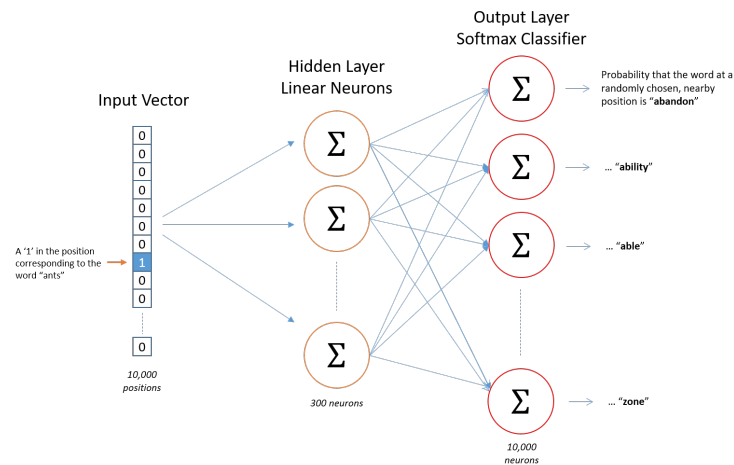 Output Layer
Softmax Classifier
Hidden Layer
Linear Neurons
Input Vector
0
0
0
0
0
0
0
1
0
0
0
A ‘1’ in the position
corresponding to the
word “ants”
10,000
positions
Σ
Σ
Σ
300 neurons
Σ
Σ
Σ
Σ
10,000
neurons
Probability that the word at a
randomly chosen, nearby
position is “abandon”
... “ability”
... “able”
... “zone”